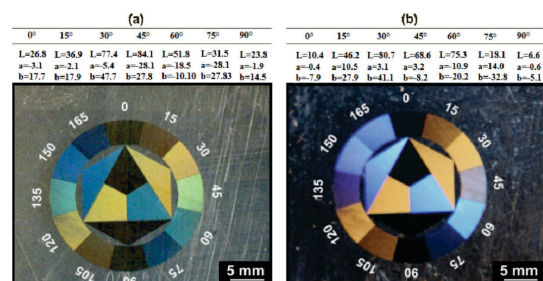 (a)
0° 15° 30° 45° 60° 75° 90°
L=26.8 L=36.9 L=77.4 L=84.1 L=51.8 L=31.5 L=23.8
a=-3.1 a=-2.1 a=-5.4 a=-28.1 a=-18.5 a=-28.1 a=-1.9
b=17.7 b=17.9 b=47.7 b=27.8 b=-10.10 b=27.83 b=14.5
0
15
30
45
60
75
90
105
120
135
150
165
5 mm
(b)
0° 15° 30° 45° 60° 75° 90°
L=10.4 L=46.2 L=80.7 L=68.6 L=75.3 L=18.1 L=6.6
a=-0.4 a=10.5 a=3.1 a=3.2 a=-10.9 a=14.0 a=-0.6
b=-7.9 b=27.9 b=41.1 b=-8.2 b=-20.2 b=-32.8 b=-5.1
0
15
30
45
60
75
90
105
120
135
150
165
5 mm